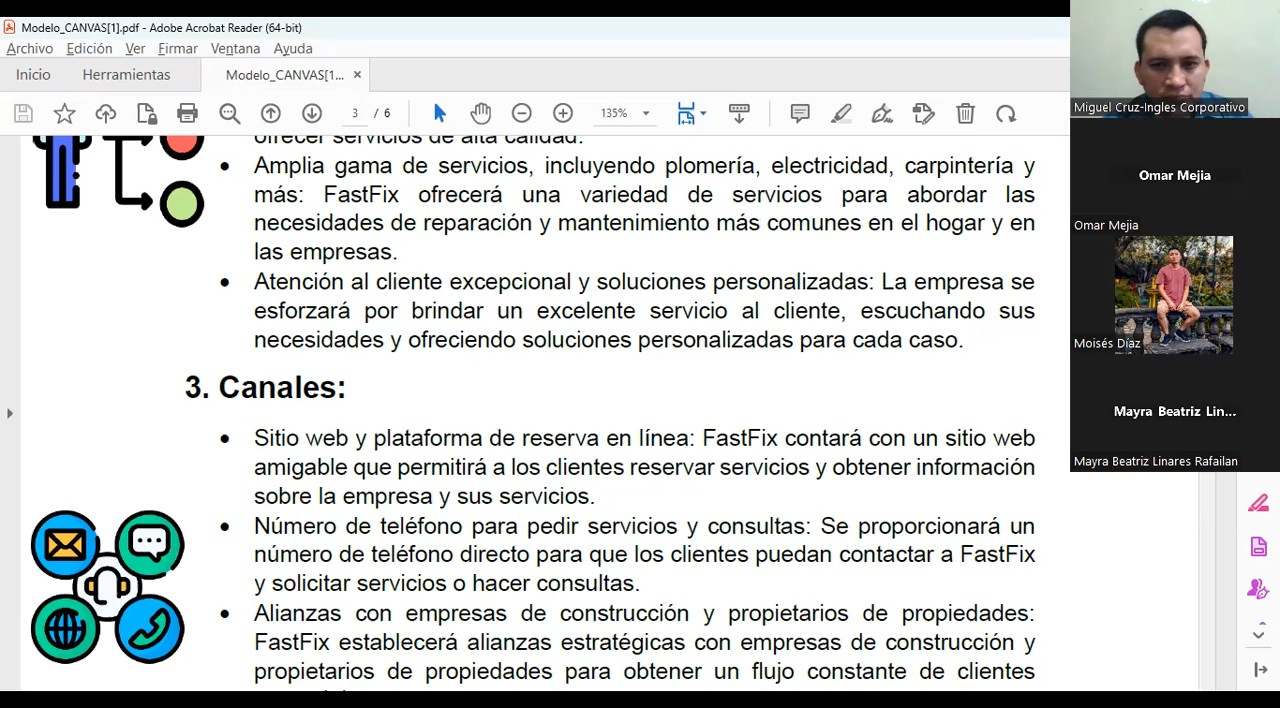 Modelo_CANVAS[1].pdf - Adobe Acrobat Reader (64-bit)
Archivo Edición Ver Firmar Ventana Ayuda
Inicio Herramientas Modelo_CANVAS[1... ×
3 / 6 135%
ofrecer servicios de alta calidad.
• Amplia gama de servicios, incluyendo plomería, electricidad, carpintería y
más: FastFix ofrecerá una variedad de servicios para abordar las
necesidades de reparación y mantenimiento más comunes en el hogar y en
las empresas.
• Atención al cliente excepcional y soluciones personalizadas: La empresa se
esforzará por brindar un excelente servicio al cliente, escuchando sus
necesidades y ofreciendo soluciones personalizadas para cada caso.
3. Canales:
• Sitio web y plataforma de reserva en línea: FastFix contará con un sitio web
amigable que permitirá a los clientes reservar servicios y obtener información
sobre la empresa y sus servicios.
• Número de teléfono para pedir servicios y consultas: Se proporcionará un
número de teléfono directo para que los clientes puedan contactar a FastFix
y solicitar servicios o hacer consultas.
• Alianzas con empresas de construcción y propietarios de propiedades:
FastFix establecerá alianzas estratégicas con empresas de construcción y
propietarios de propiedades para obtener un flujo constante de clientes
Miguel Cruz-Ingles Corporativo
Omar Mejia
Omar Mejia
Moisés Díaz
Mayra Beatriz Lin...
Mayra Beatriz Linares Rafailan